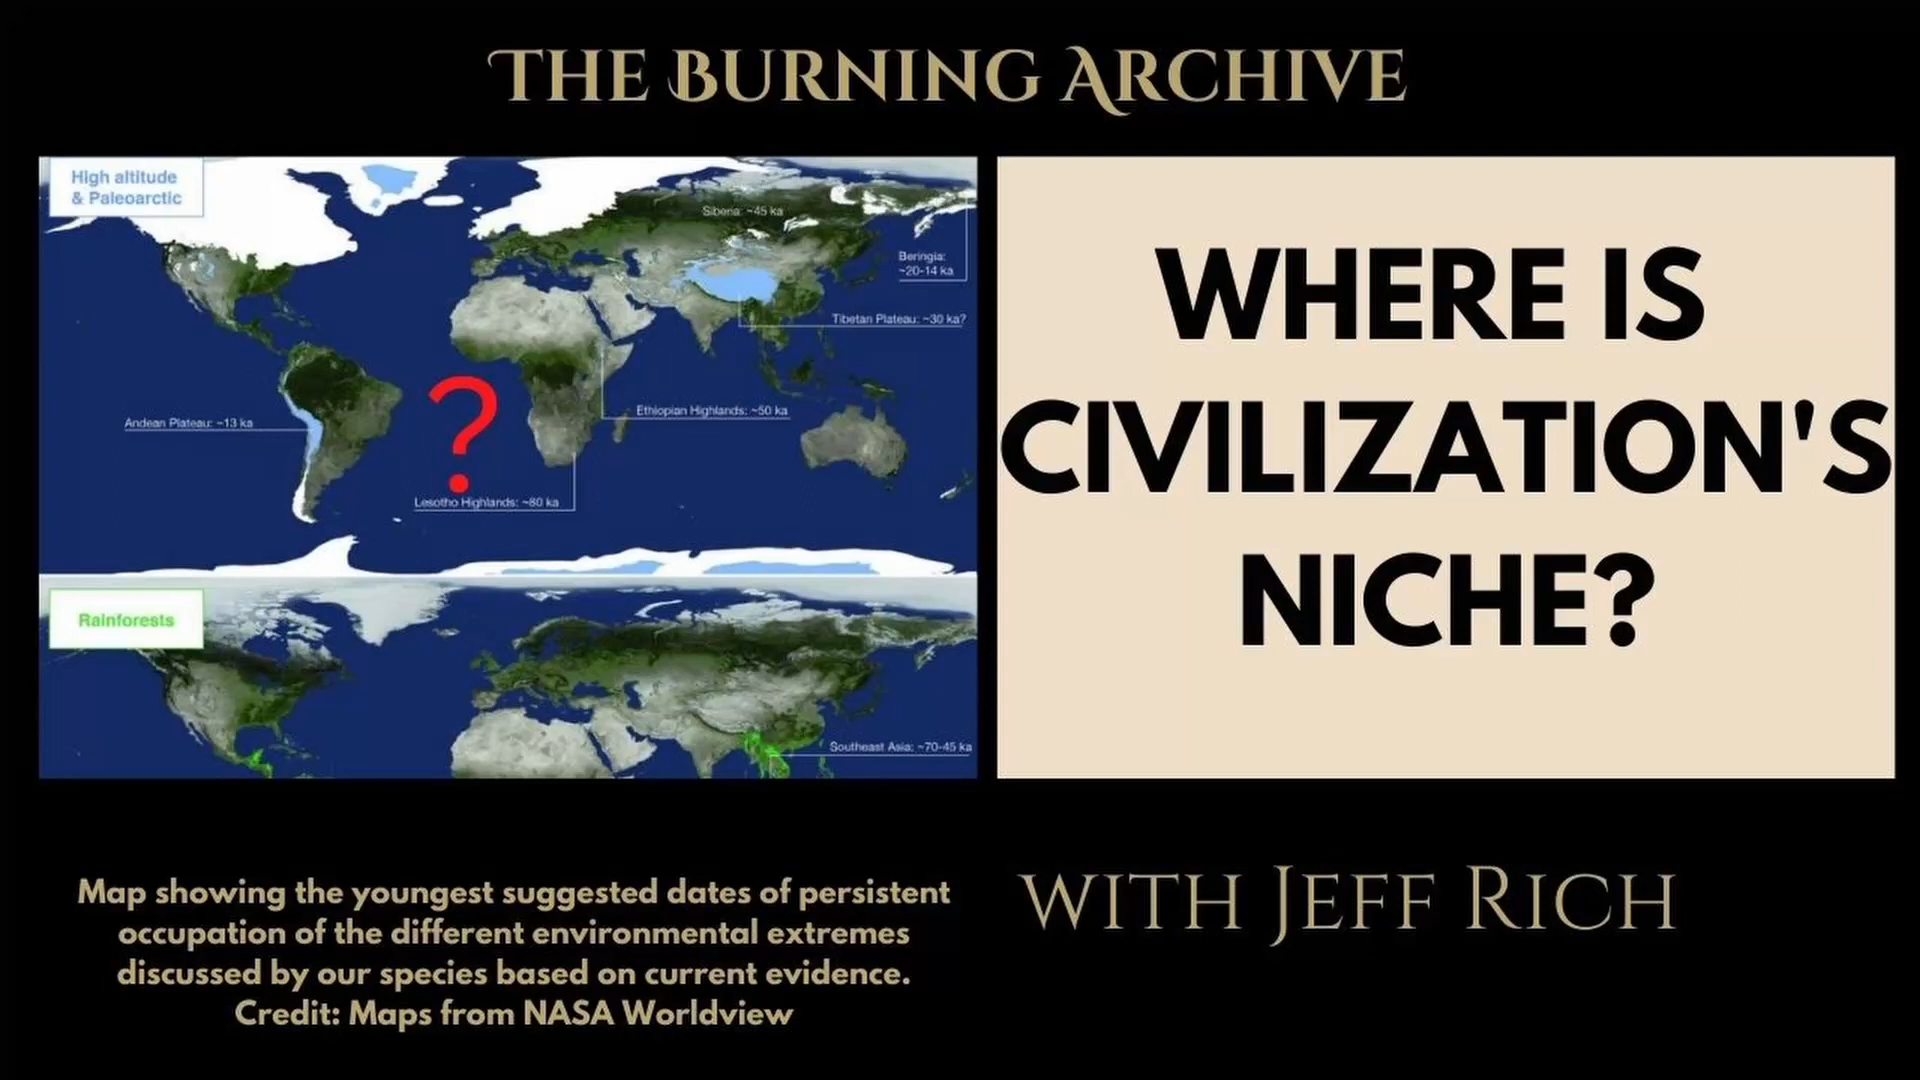 THE BURNING ARCHIVE
High altitude
& Paleoarctic
Siberia: ~45 ka
Beringia:
~20-14 ka
Tibetan Plateau: ~30 ka?
Ethiopian Highlands: ~50 ka
Andean Plateau: ~13 ka
?
Lesotho Highlands: ~80 ka
Rainforests
Southeast Asia: ~70-45 ka
WHERE IS
CIVILIZATION'S
NICHE?
Map showing the youngest suggested dates of persistent
occupation of the different environmental extremes
discussed by our species based on current evidence.
Credit: Maps from NASA Worldview
WITH JEFF RICH